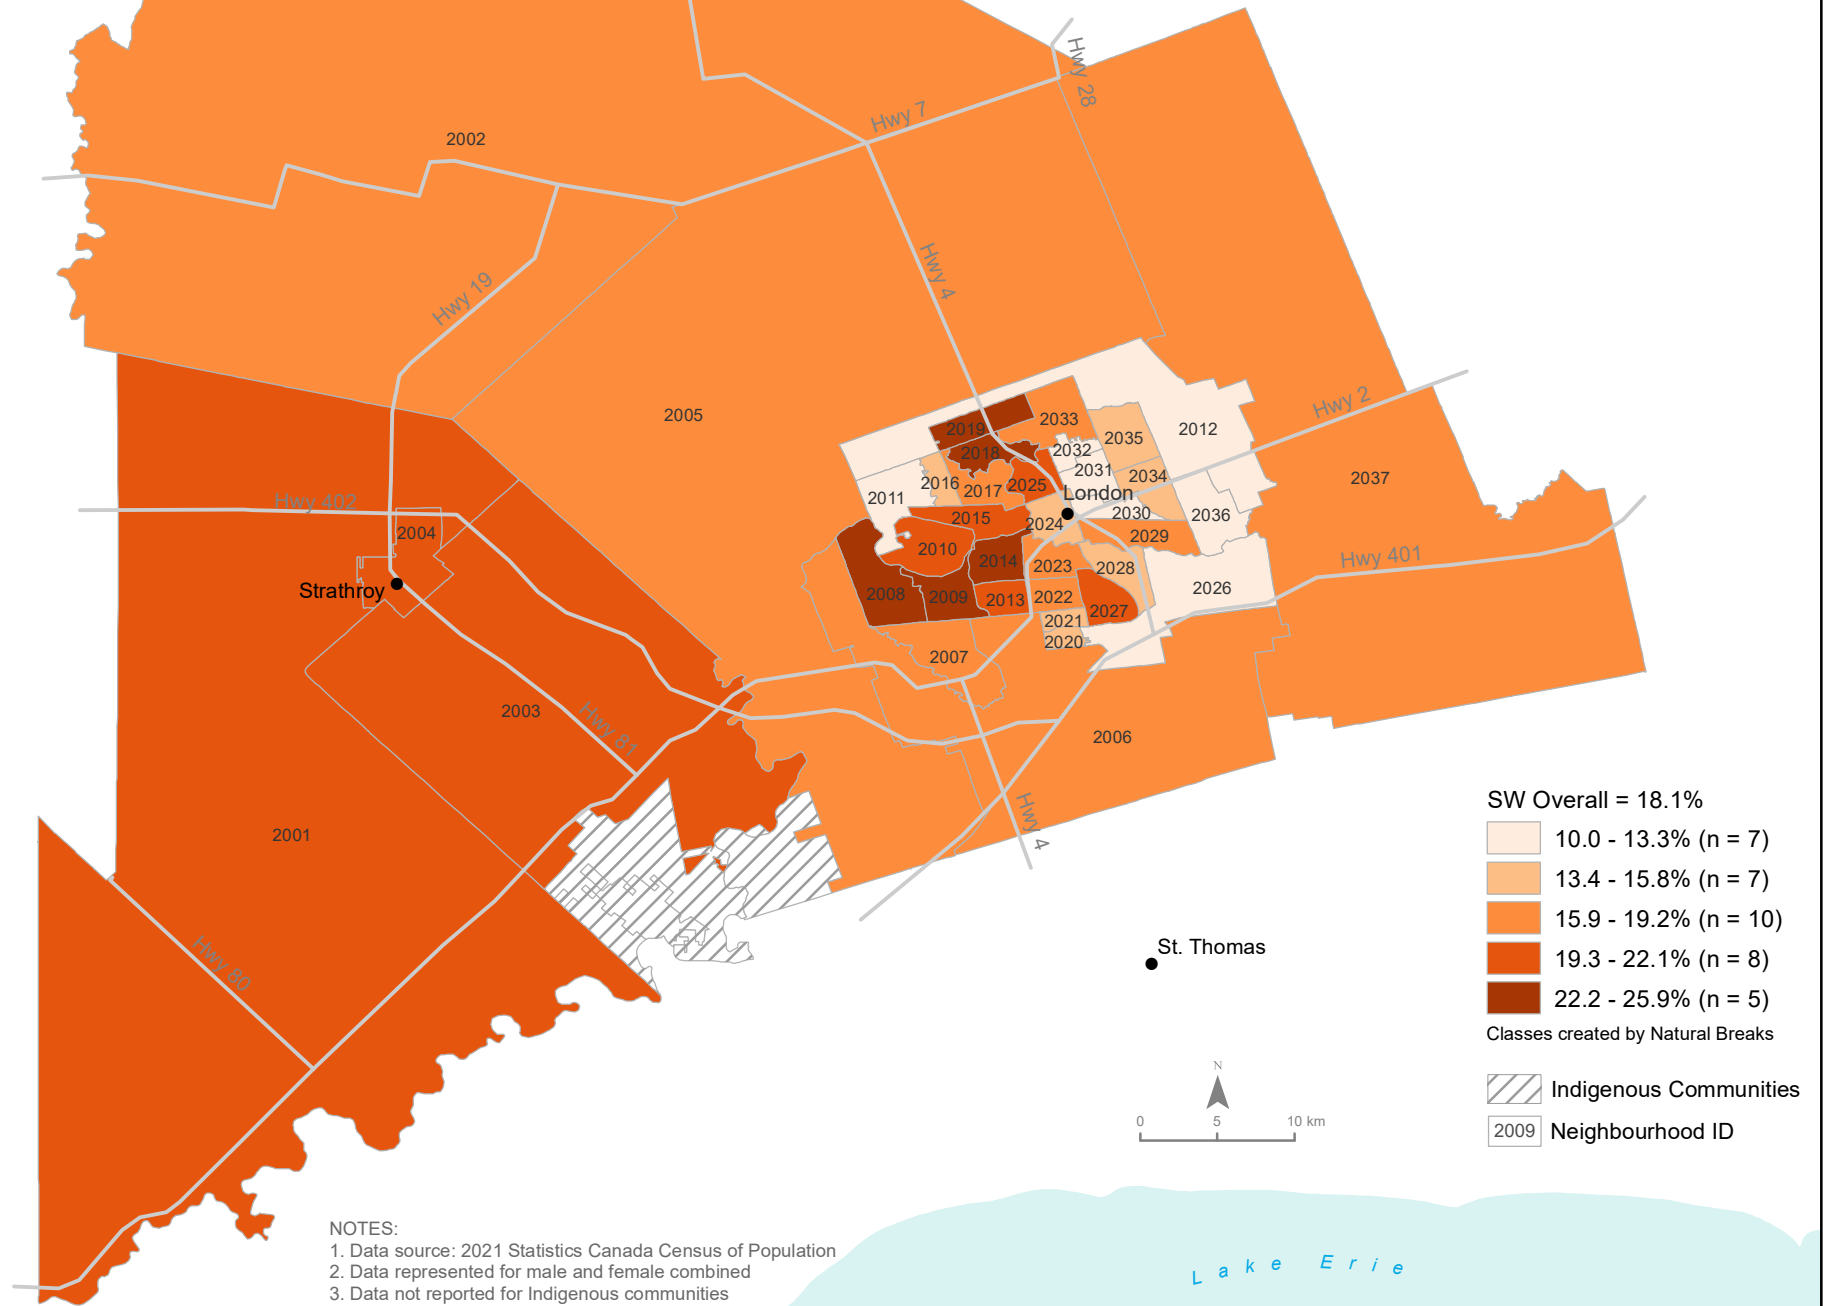 Hwy 28
Hwy 7
2002
Hwy 4
Hwy 19
Hwy 2
2005
2019
2033
2012
2035
2018
2032
2031
2034
2037
2016
2017
2025
2011
London
Hwy 402
2015
2030
2036
2004
2024
2029
2010
2014
2023
2028
Hwy 401
Strathroy
2008
2009
2013
2022
2027
2026
2021
2020
2007
2003
Hwy 81
2006
2001
Hwy 4
Hwy 80
St. Thomas
SW Overall = 18.1%
10.0 - 13.3% (n = 7)
13.4 - 15.8% (n = 7)
15.9 - 19.2% (n = 10)
19.3 - 22.1% (n = 8)
22.2 - 25.9% (n = 5)
Classes created by Natural Breaks
Indigenous Communities
2009 Neighbourhood ID
N
0 5 10 km
NOTES:
1. Data source: 2021 Statistics Canada Census of Population
2. Data represented for male and female combined
3. Data not reported for Indigenous communities
Lake Erie